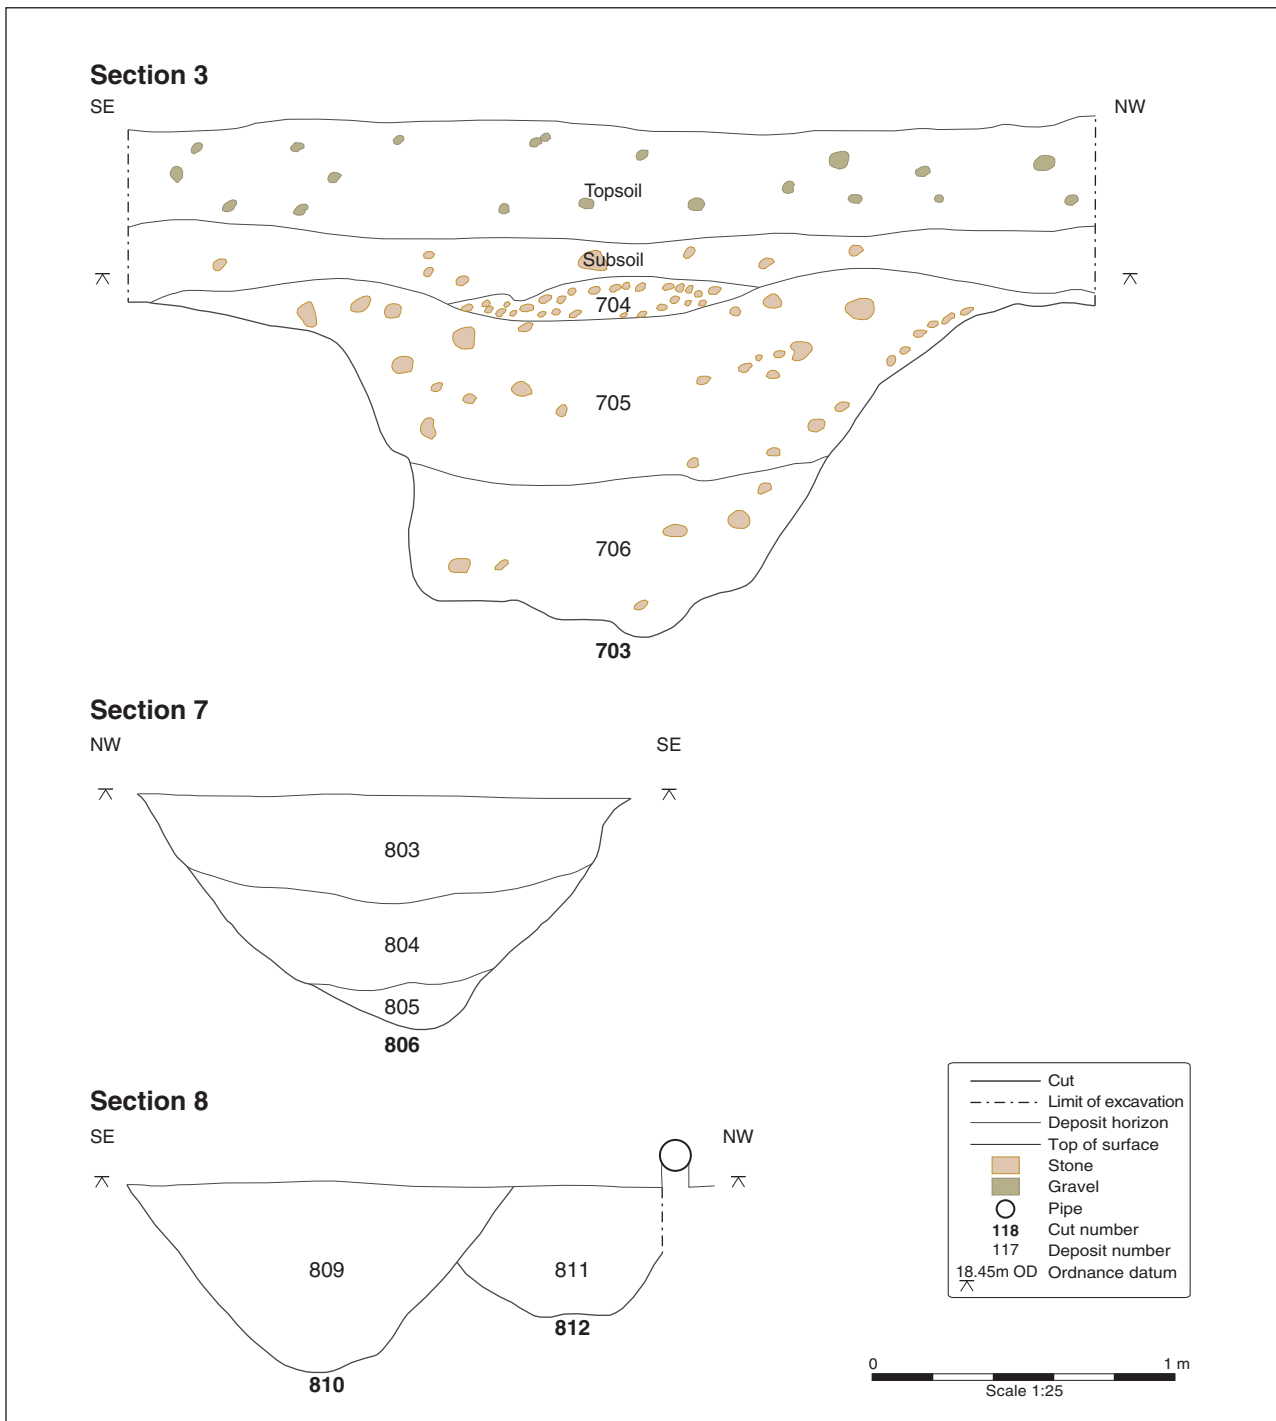 Section 3
SE
NW
Topsoil
Subsoil
704
705
706
703
Section 7
NW
SE
803
804
805
806
Section 8
SE
NW
809
811
812
810
Cut
Limit of excavation
Deposit horizon
Top of surface
Stone
Gravel
Pipe
118 Cut number
117 Deposit number
18.45m OD Ordnance datum
0 1 m
Scale 1:25